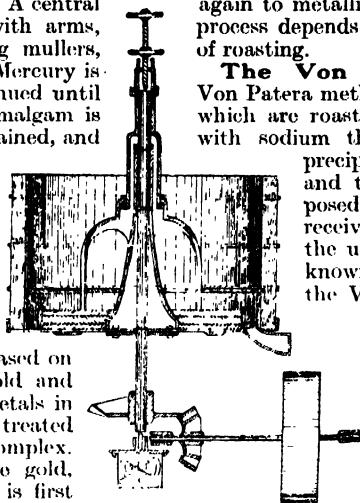 A central
with arms,
mullers,
Mercury is
nued until
malgam is
ained, and
ased on
old and
etals in
treated
omplex.
e gold,
is first
again to metalli
process depends
of roasting.
The Von
Von Patera meth
which are roast
with sodium th
precip
and t
posed
receiv
the u
known
the V